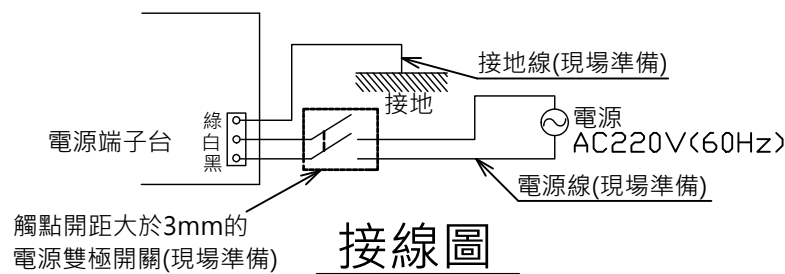 接地線(現場準備)
接地
綠
白
黑
電源端子台
電源
AC220V(60Hz)
電源線(現場準備)
觸點開距大於3mm的
電源雙極開關(現場準備)
接線圖